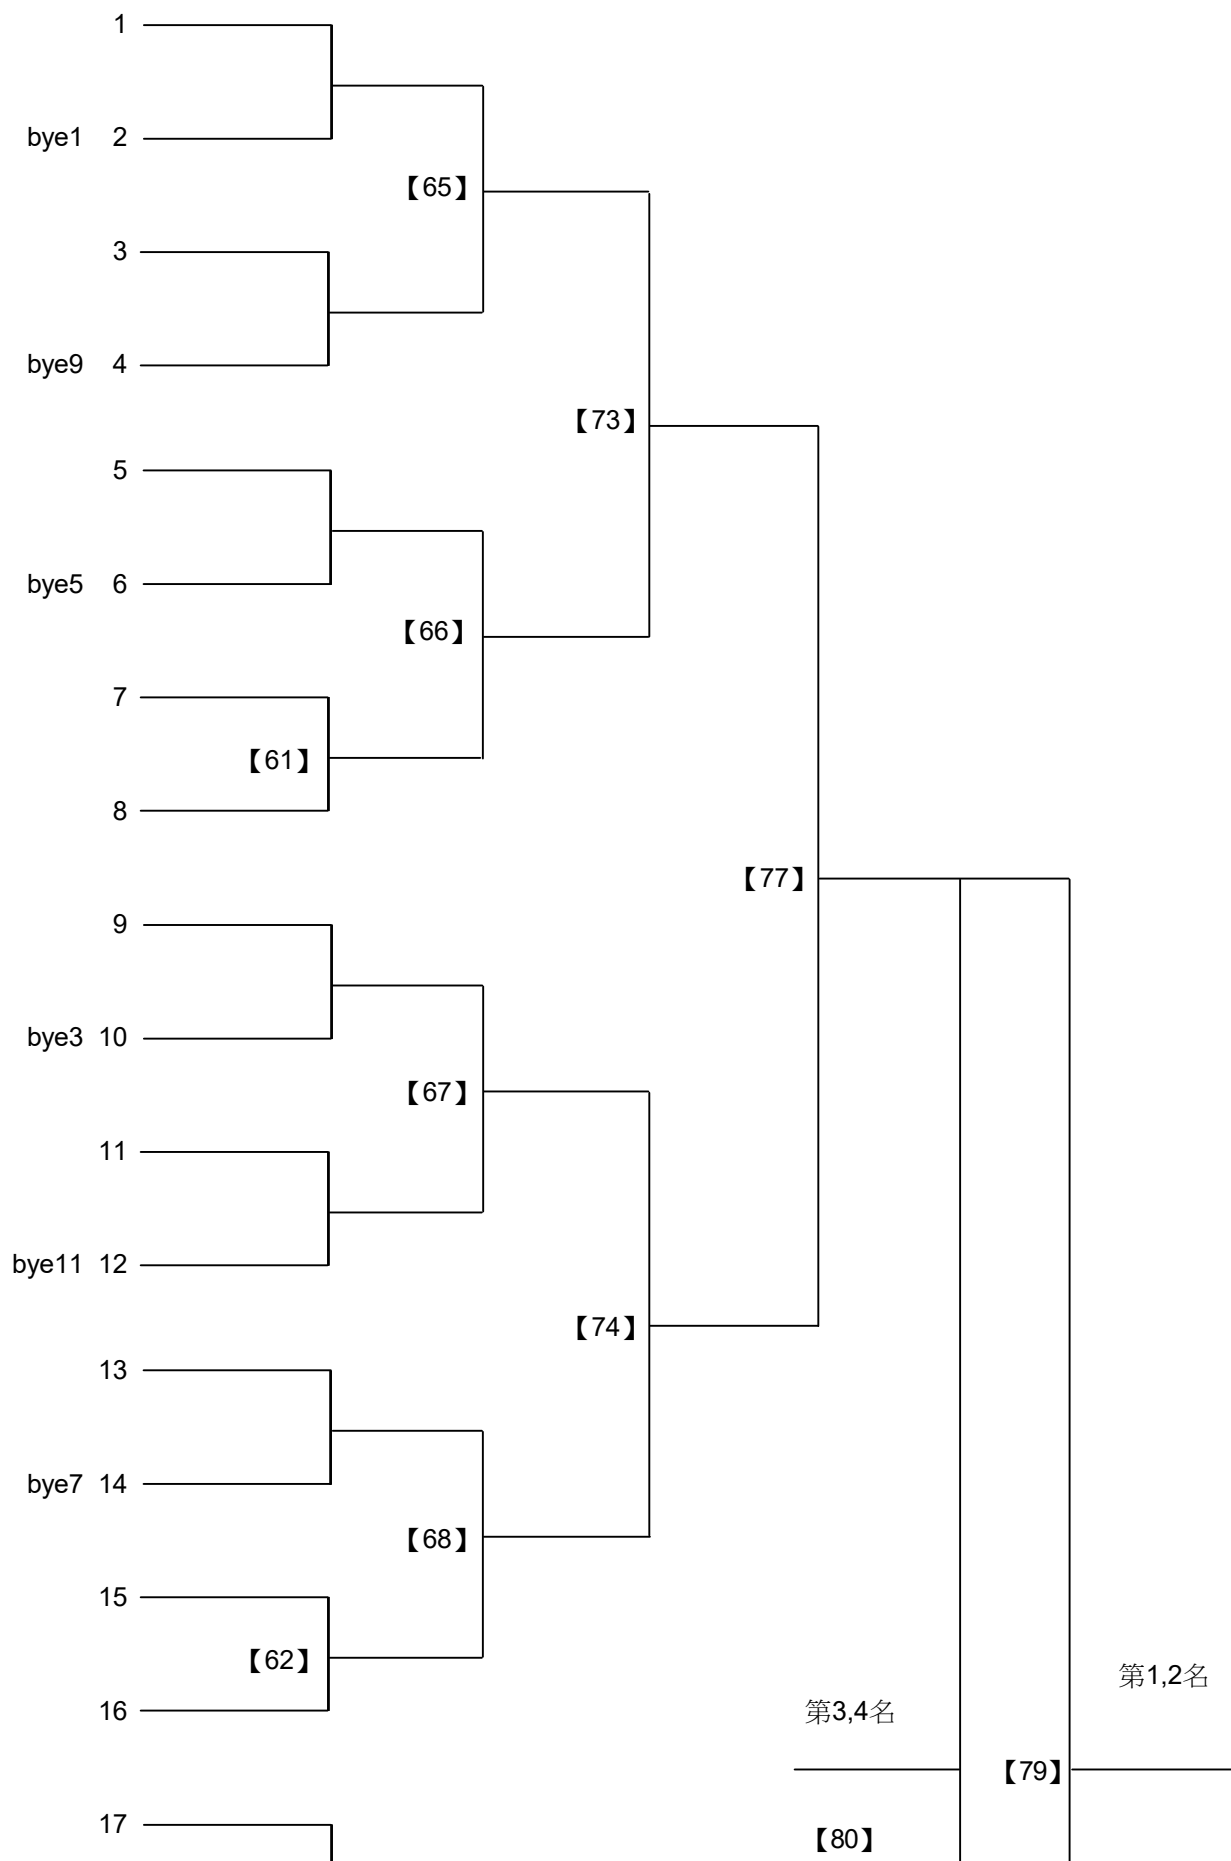 1
bye1 2
【65】
3
bye9 4
【73】
5
bye5 6
【66】
7
【61】
8
【77】
9
bye3 10
【67】
11
bye11 12
【74】
13
bye7 14
【68】
15
【62】
第1,2名
16
第3,4名
【79】
17
【80】